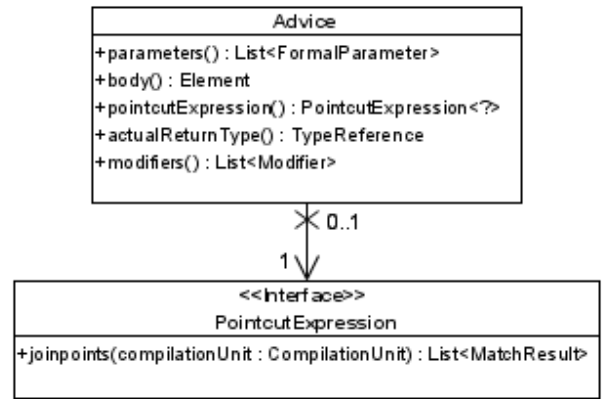 Advice
+parameters() : List<FormalParameter>
+body() : Element
+pointcutExpression() : PointcutExpression<?>
+actualReturnType() : TypeReference
+modifiers() : List<Modifier>
0..1
1
<<Interface>>
PointcutExpression
+joinpoints(compilationUnit : CompilationUnit) : List<MatchResult>